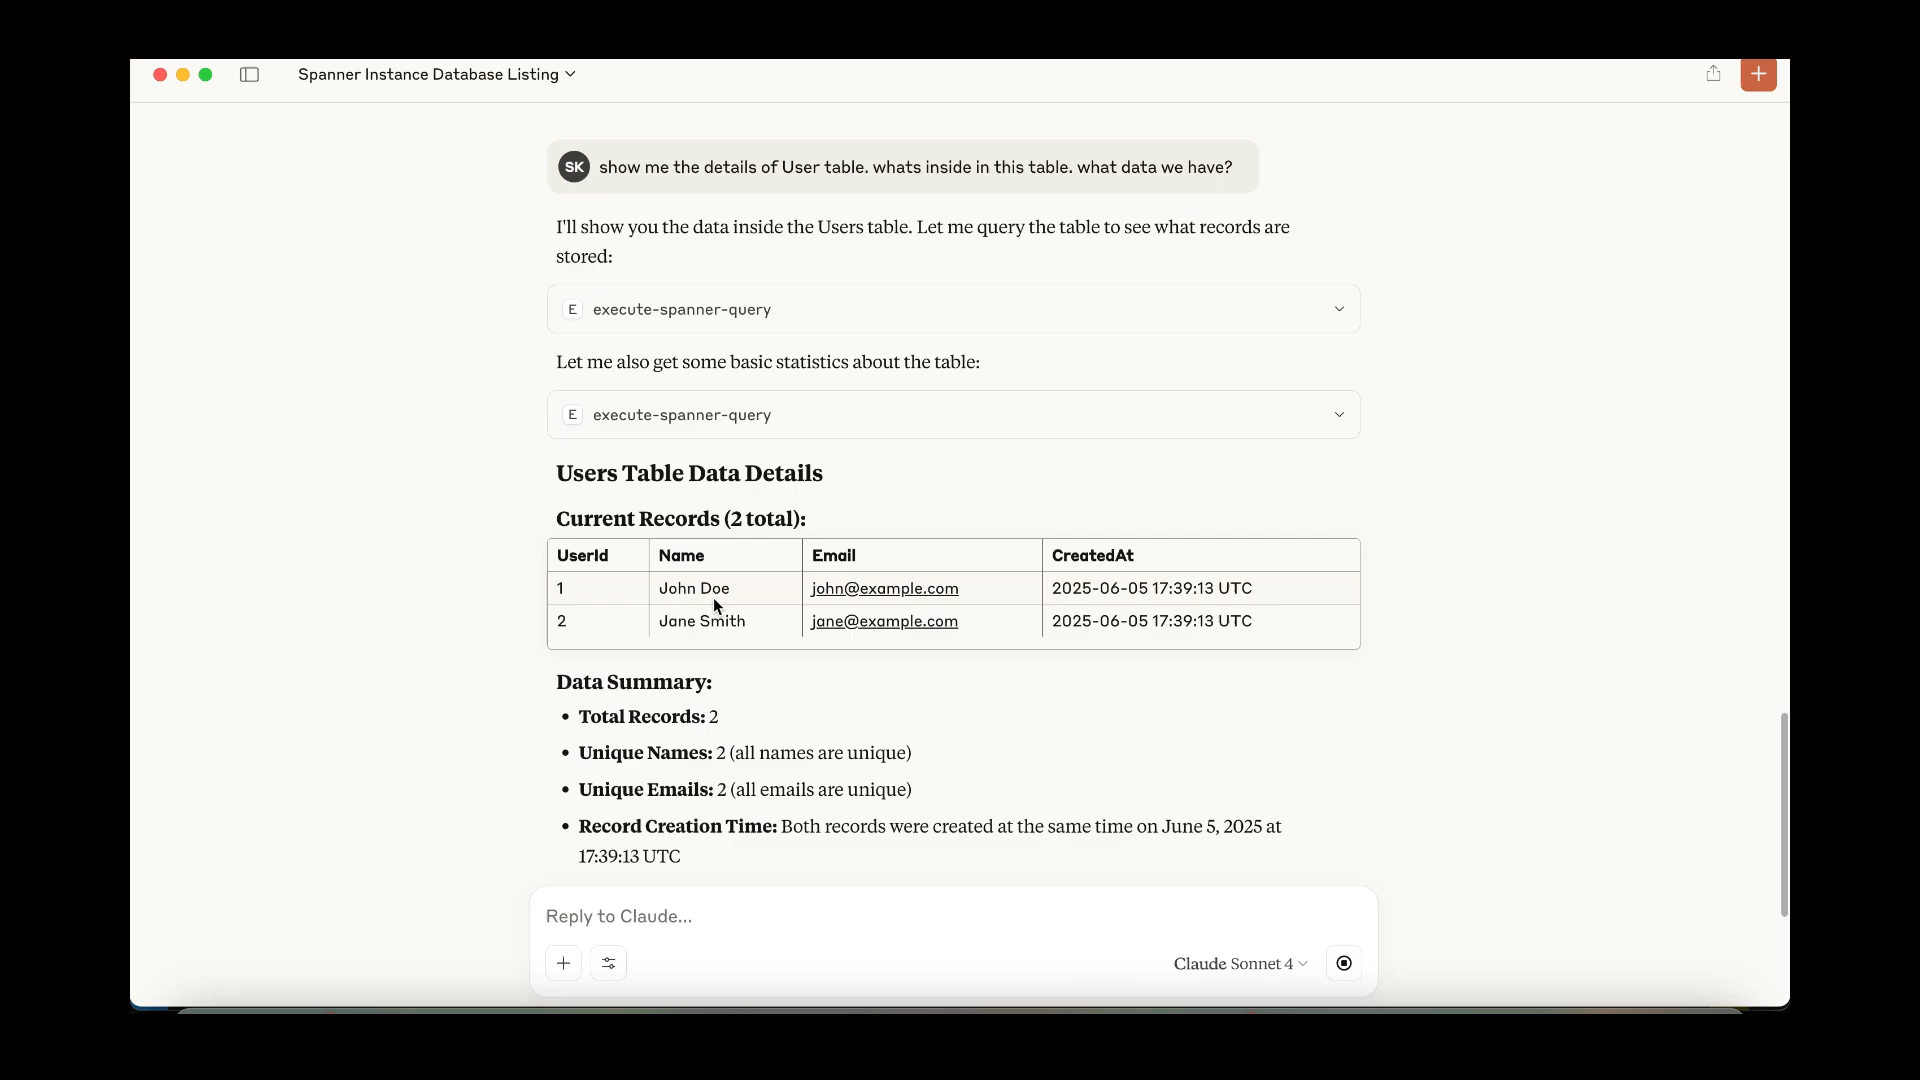 Spanner Instance Database Listing
SK show me the details of User table. whats inside in this table. what data we have?
I'll show you the data inside the Users table. Let me query the table to see what records are
stored:
E execute-spanner-query
Let me also get some basic statistics about the table:
E execute-spanner-query
Users Table Data Details
Current Records (2 total):
UserId Name Email CreatedAt
1 John Doe john@example.com 2025-06-05 17:39:13 UTC
2 Jane Smith jane@example.com 2025-06-05 17:39:13 UTC
Data Summary:
• Total Records: 2
• Unique Names: 2 (all names are unique)
• Unique Emails: 2 (all emails are unique)
• Record Creation Time: Both records were created at the same time on June 5, 2025 at
17:39:13 UTC
Reply to Claude...
Claude Sonnet 4